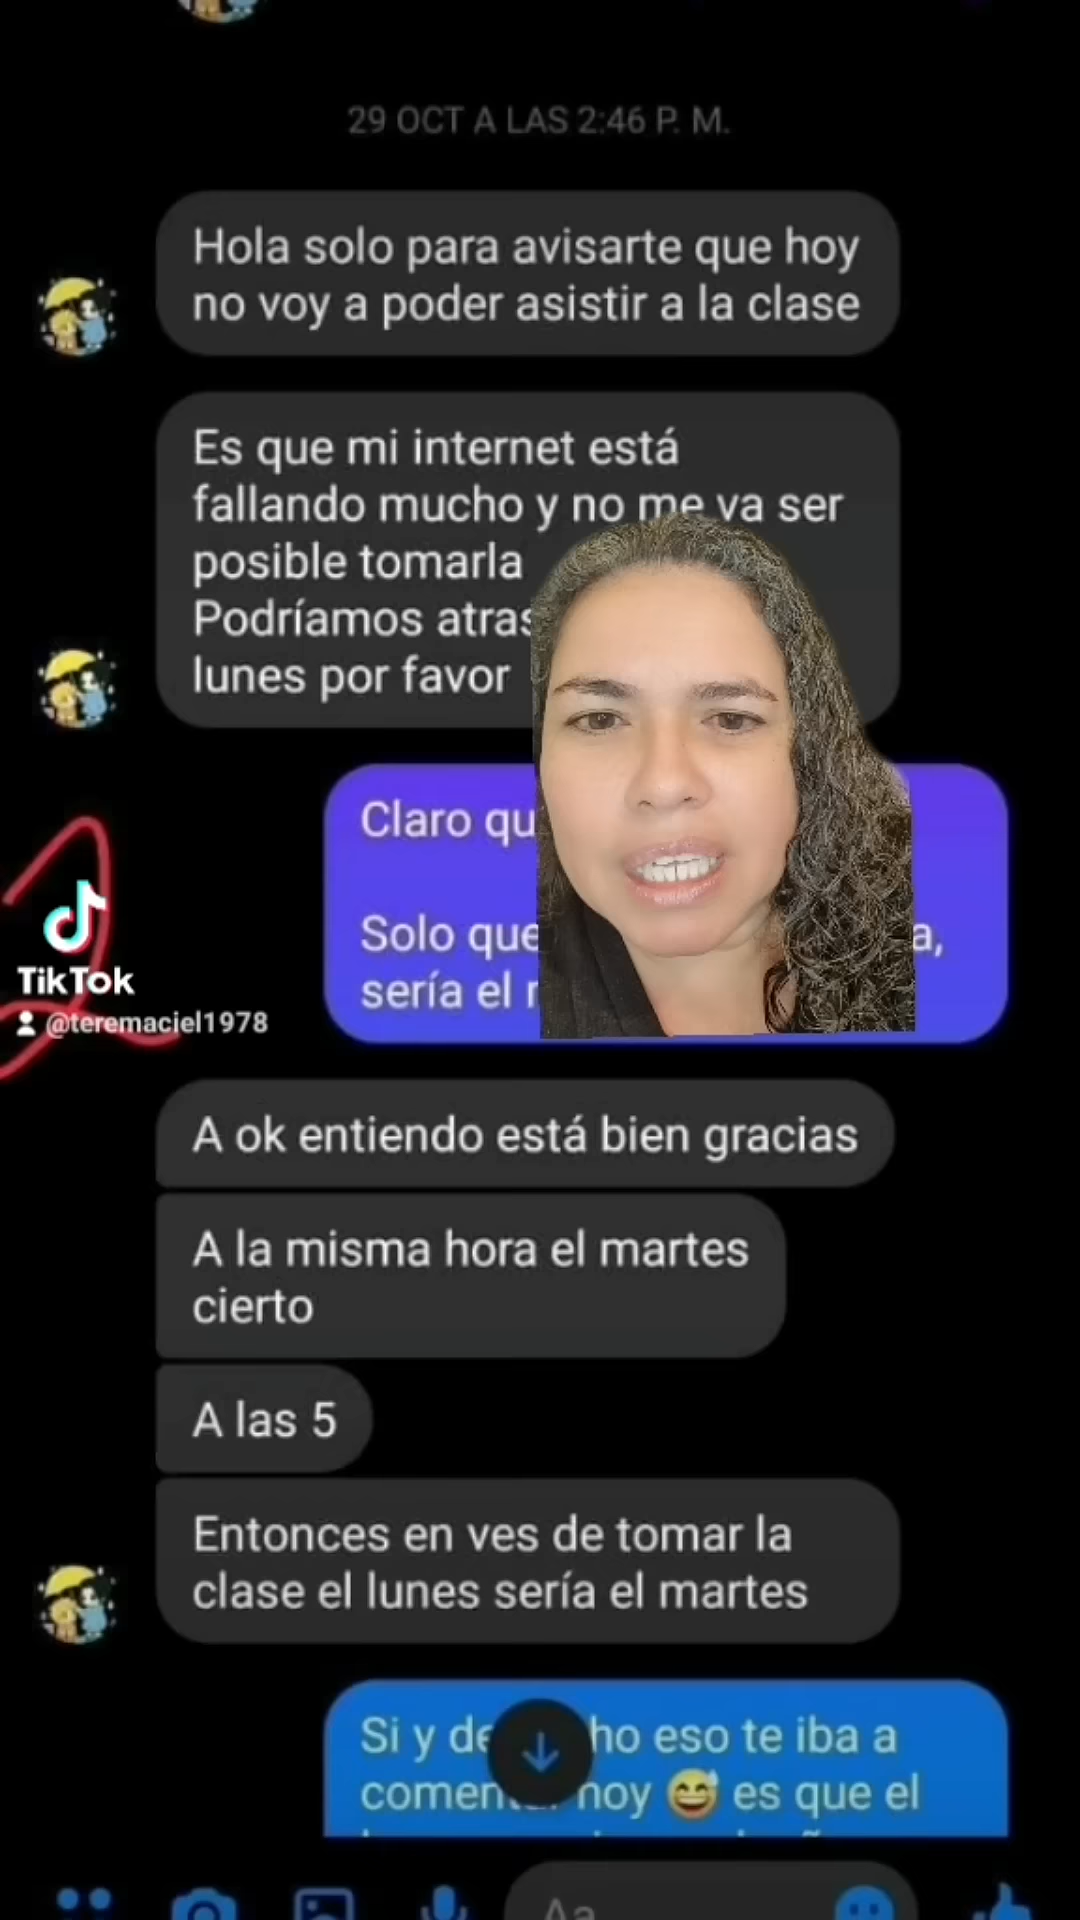 29 OCT A LAS 2:46 P. M.
Hola solo para avisarte que hoy
no voy a poder asistir a la clase
Es que mi internet está
fallando mucho y no me va ser
posible tomarla
Podríamos
lunes por favor
Claro
Solo que a,
sería el
TikTok
@teremaciel1978
A ok entiendo está bien gracias
A la misma hora el martes
cierto
A las 5
Entonces en ves de tomar la
clase el lunes sería el martes
Si y eso te iba a
hoy 😅 es que el
Aa